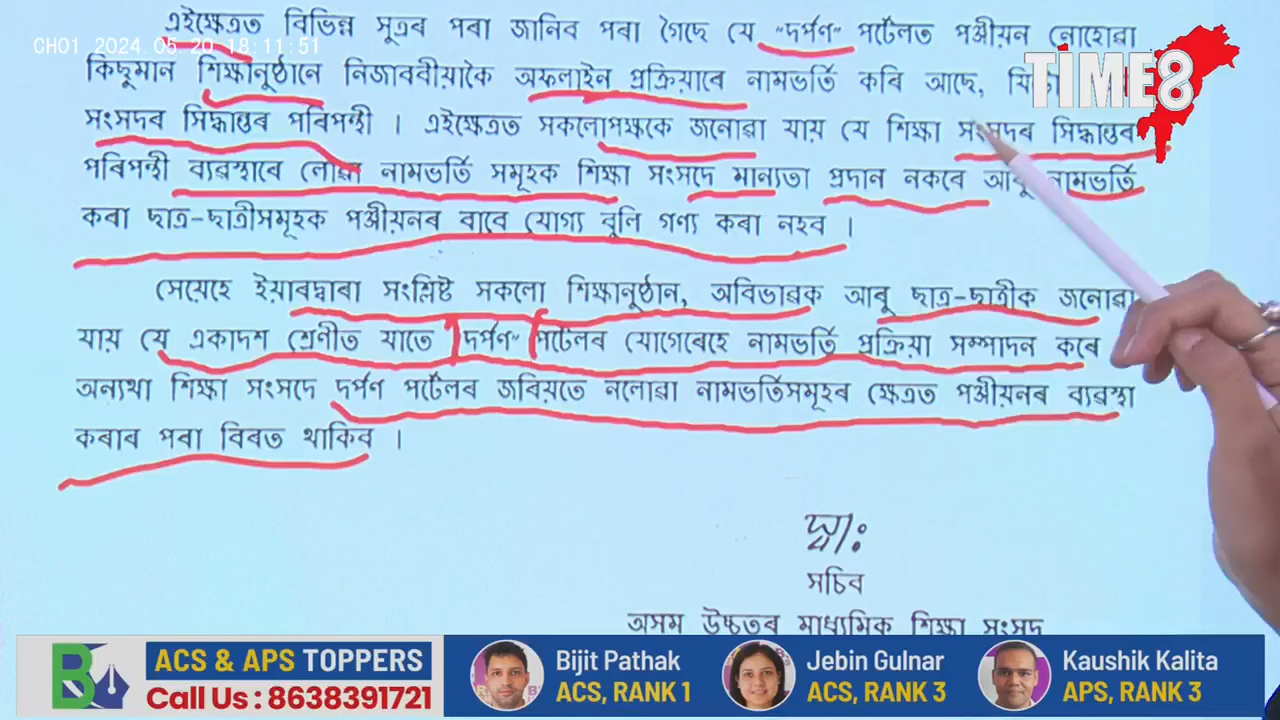 এইক্ষেত্ৰত বিভিন্ন সুত্ৰৰ পৰা জানিব পৰা গৈছে যে “দৰ্পণ” পৰ্টেলত পঞ্জীয়ন নোহোৱা
CH01 2024.05.20 18:11:51
TIME8
কিছুমান শিক্ষানুষ্ঠানে নিজাববীয়াকৈ অফলাইন প্ৰক্ৰিয়াৰে নামভৰ্তি কৰি আছে,
সংসদৰ সিদ্ধান্তৰ পৰিপন্থী । এইক্ষেত্ৰত সকলোপক্ষকে জনোৱা যায় যে শিক্ষা সংসদৰ সিদ্ধান্তৰ
পৰিপন্থী ব্যৱস্থাৰে লোৱা নামভৰ্তি সমূহক শিক্ষা সংসদে মান্যতা প্ৰদান নকৰে আৰু নামভৰ্তি
কৰা ছাত্ৰ-ছাত্ৰীসমূহক পঞ্জীয়নৰ বাবে যোগ্য বুলি গণ্য কৰা নহব ।
সেয়েহে ইয়াৰদ্বাৰা সংশ্লিষ্ট সকলো শিক্ষানুষ্ঠান, অবিভাৱক আৰু ছাত্ৰ-ছাত্ৰীক জনোৱা
যায় যে একাদশ শ্ৰেণীত যাতে দৰ্পণ” পৰ্টেলৰ যোগেৰেহে নামভৰ্তি প্ৰক্ৰিয়া সম্পাদন কৰে
অন্যথা শিক্ষা সংসদে দৰ্পণ পৰ্টেলৰ জৰিয়তে নলোৱা নামভৰ্তিসমূহৰ ক্ষেত্ৰত পঞ্জীয়নৰ ব্যৱস্থা
কৰাৰ পৰা বিৰত থাকিব ।
স্বাঃ
সচিব
অসম উচ্চতৰ মাধ্যমিক শিক্ষা সংসদ
B
ACS & APS TOPPERS
Call Us : 8638391721
Bijit Pathak
ACS, RANK 1
Jebin Gulnar
ACS, RANK 3
Kaushik Kalita
APS, RANK 3